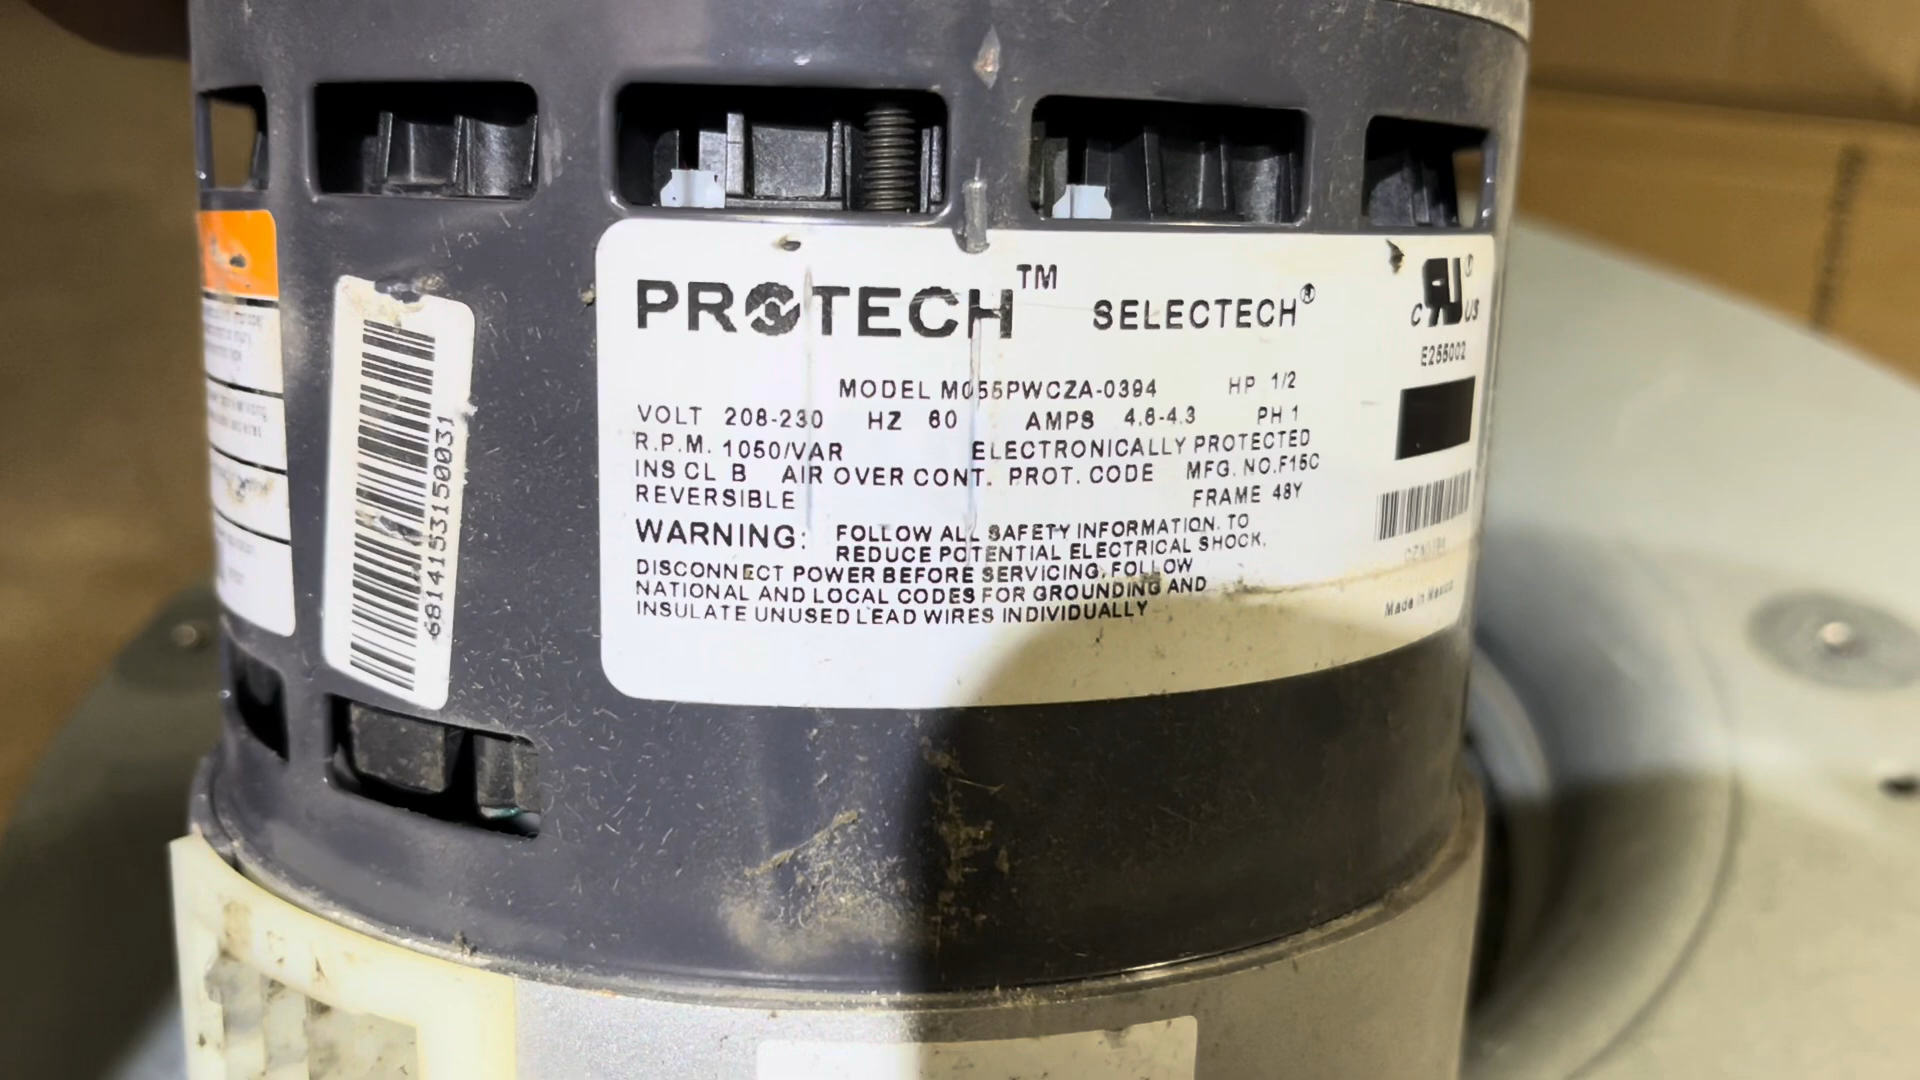 PROTECH™ SELECTECH®
C US
E255002
MODEL M055PWCZA-0394 HP 1/2
VOLT 208-230 HZ 60 AMPS 4.6-4.3 PH 1
R.P.M. 1050/VAR ELECTRONICALLY PROTECTED
INS CL B AIR OVER CONT. PROT. CODE MFG. NO. F15C
REVERSIBLE FRAME 48Y
WARNING: FOLLOW ALL SAFETY INFORMATION. TO
REDUCE POTENTIAL ELECTRICAL SHOCK,
DISCONNECT POWER BEFORE SERVICING, FOLLOW
NATIONAL AND LOCAL CODES FOR GROUNDING AND
INSULATE UNUSED LEAD WIRES INDIVIDUALLY
Made in Mexico
6814155315150031